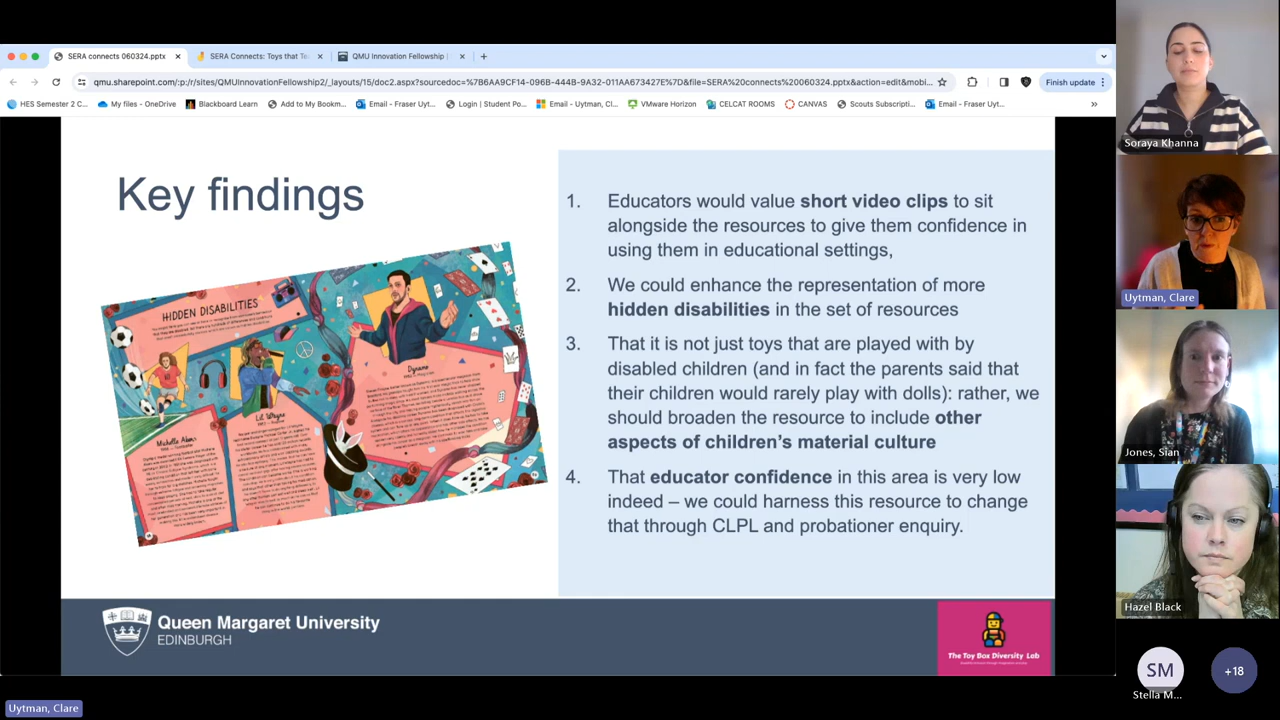 SERA connects 060324.pptx
SERA Connects: Toys that Te
QMU Innovation Fellowship
qmu.sharepoint.com/:p:/r/sites/QMUInnovationFellowship2/_layouts/15/doc2.aspx?sourcedoc=%7B6AA9CF14-096B-444B-9A32-011AA673427E%7D&file=SERA%20connects%20060324.pptx&action=edit&mobi...
Finish update
HES Semester 2 C...
My files - OneDrive
Blackboard Learn
Add to My Bookm...
Email - Fraser Uyt...
Login | Student Po...
Email - Uytman, Cl...
VMware Horizon
CELCAT ROOMS
CANVAS
Scouts Subscripti...
Email - Fraser Uyt...
Key findings
HIDDEN DISABILITIES
Michelle Akers
Lil Wayne
Dynamo
1. Educators would value short video clips to sit
alongside the resources to give them confidence in
using them in educational settings,
2. We could enhance the representation of more
hidden disabilities in the set of resources
3. That it is not just toys that are played with by
disabled children (and in fact the parents said that
their children would rarely play with dolls): rather, we
should broaden the resource to include other
aspects of children's material culture
4. That educator confidence in this area is very low
indeed – we could harness this resource to change
that through CLPL and probationer enquiry.
Queen Margaret University
EDINBURGH
The Toy Box Diversity Lab
Uytman, Clare
Soraya Khanna
Uytman, Clare
Jones, Sian
Hazel Black
SM
Stella M...
+18